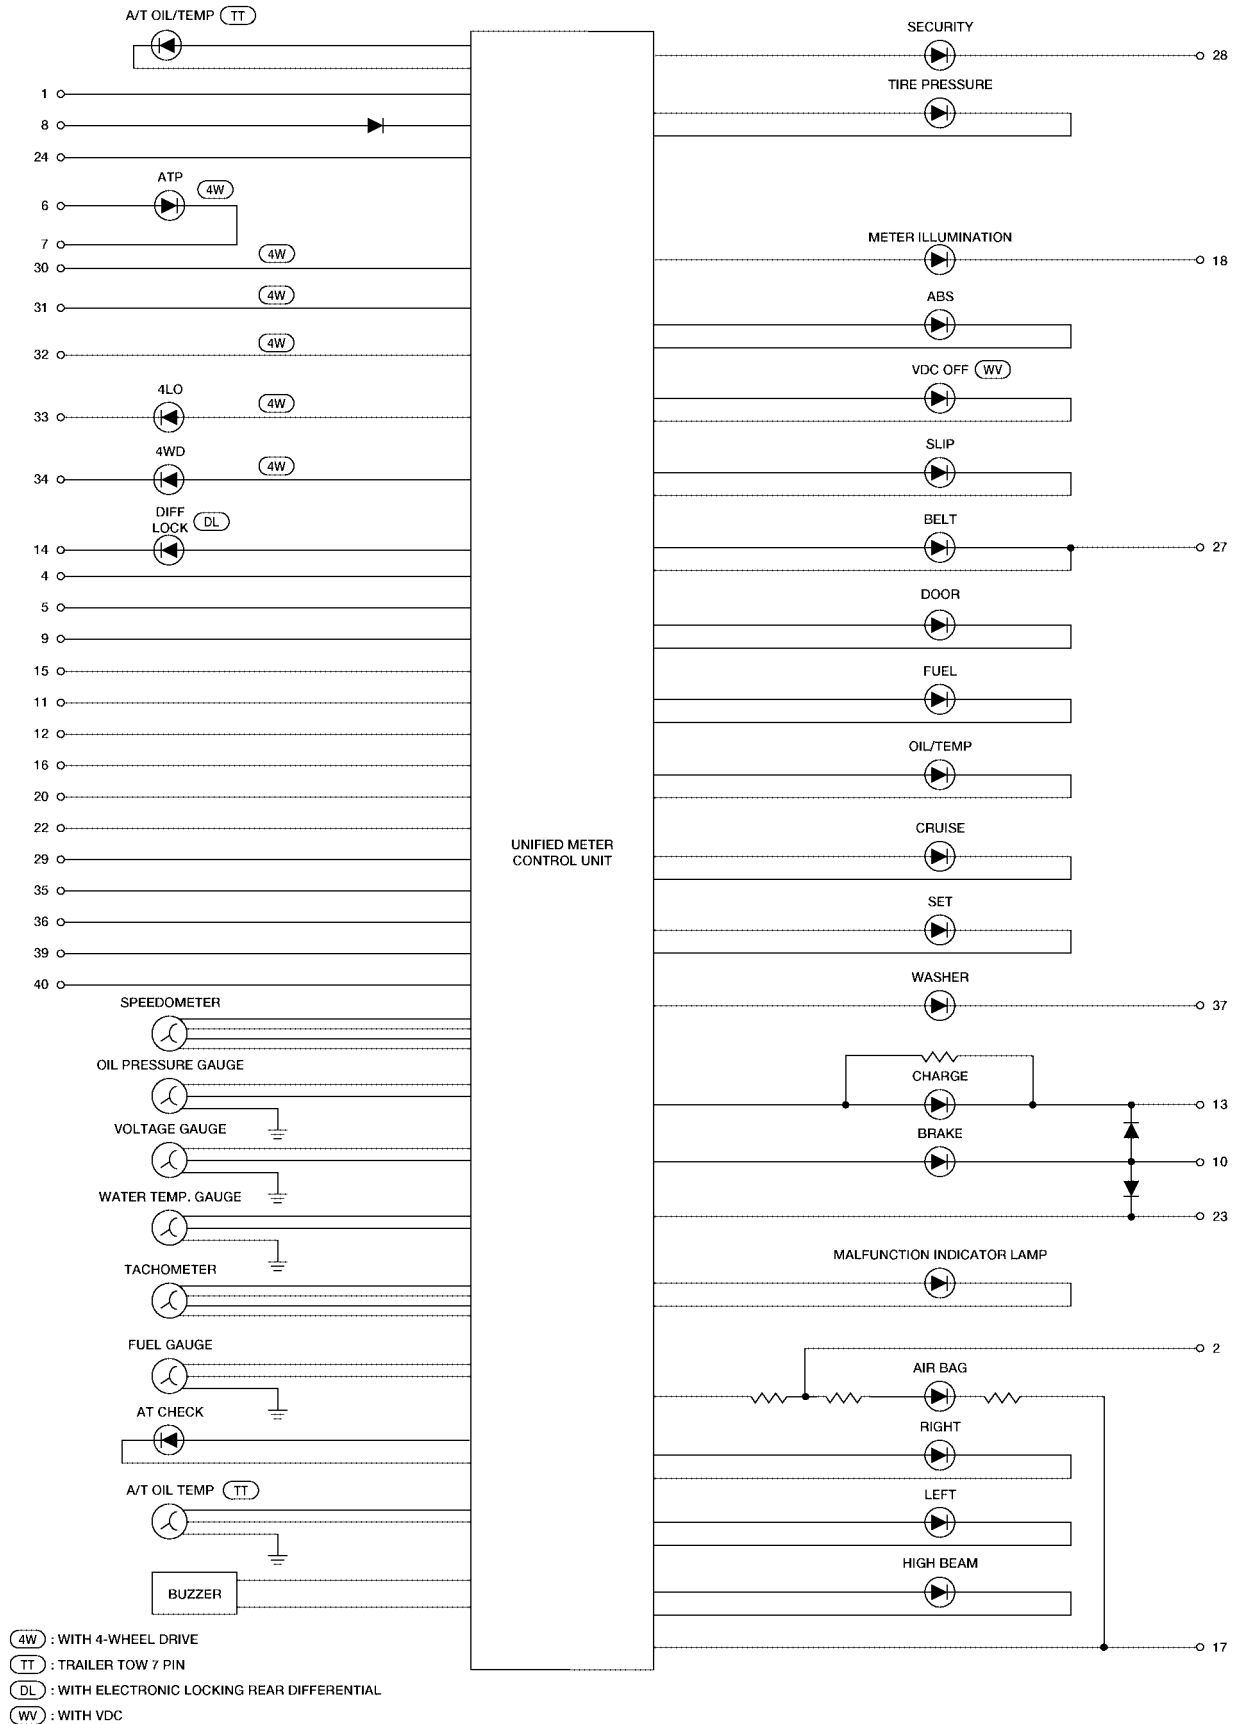 A/T OIL/TEMP TT
1
8
24
ATP 4W
6
7
4W
30
4W
31
4W
32
4LO 4W
33
4WD 4W
34
DIFF
LOCK DL
14
4
5
9
15
11
12
16
20
22
29
35
36
39
40
SPEEDOMETER
OIL PRESSURE GAUGE
VOLTAGE GAUGE
WATER TEMP. GAUGE
TACHOMETER
FUEL GAUGE
AT CHECK
A/T OIL TEMP TT
BUZZER
UNIFIED METER
CONTROL UNIT
SECURITY
28
TIRE PRESSURE
METER ILLUMINATION
18
ABS
VDC OFF WV
SLIP
BELT
27
DOOR
FUEL
OIL/TEMP
CRUISE
SET
WASHER
37
CHARGE
13
BRAKE
10
23
MALFUNCTION INDICATOR LAMP
2
AIR BAG
RIGHT
LEFT
HIGH BEAM
17
4W : WITH 4-WHEEL DRIVE
TT : TRAILER TOW 7 PIN
DL : WITH ELECTRONIC LOCKING REAR DIFFERENTIAL
WV : WITH VDC